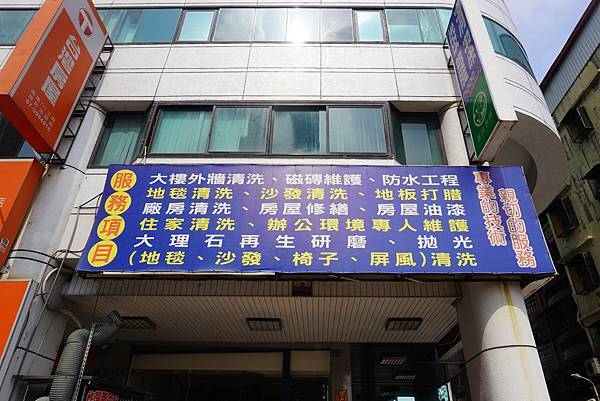 服務項目
大樓外牆清洗、磁磚維護、防水工程
地毯清洗、沙發清洗、地板打腊
廠房清洗、房屋修繕、房屋油漆
住家清洗、辦公環境專人維護
大理石再生研磨、拋光
(地毯、沙發、椅子、屏風)清洗
專業的技術
親切的服務
台灣房屋